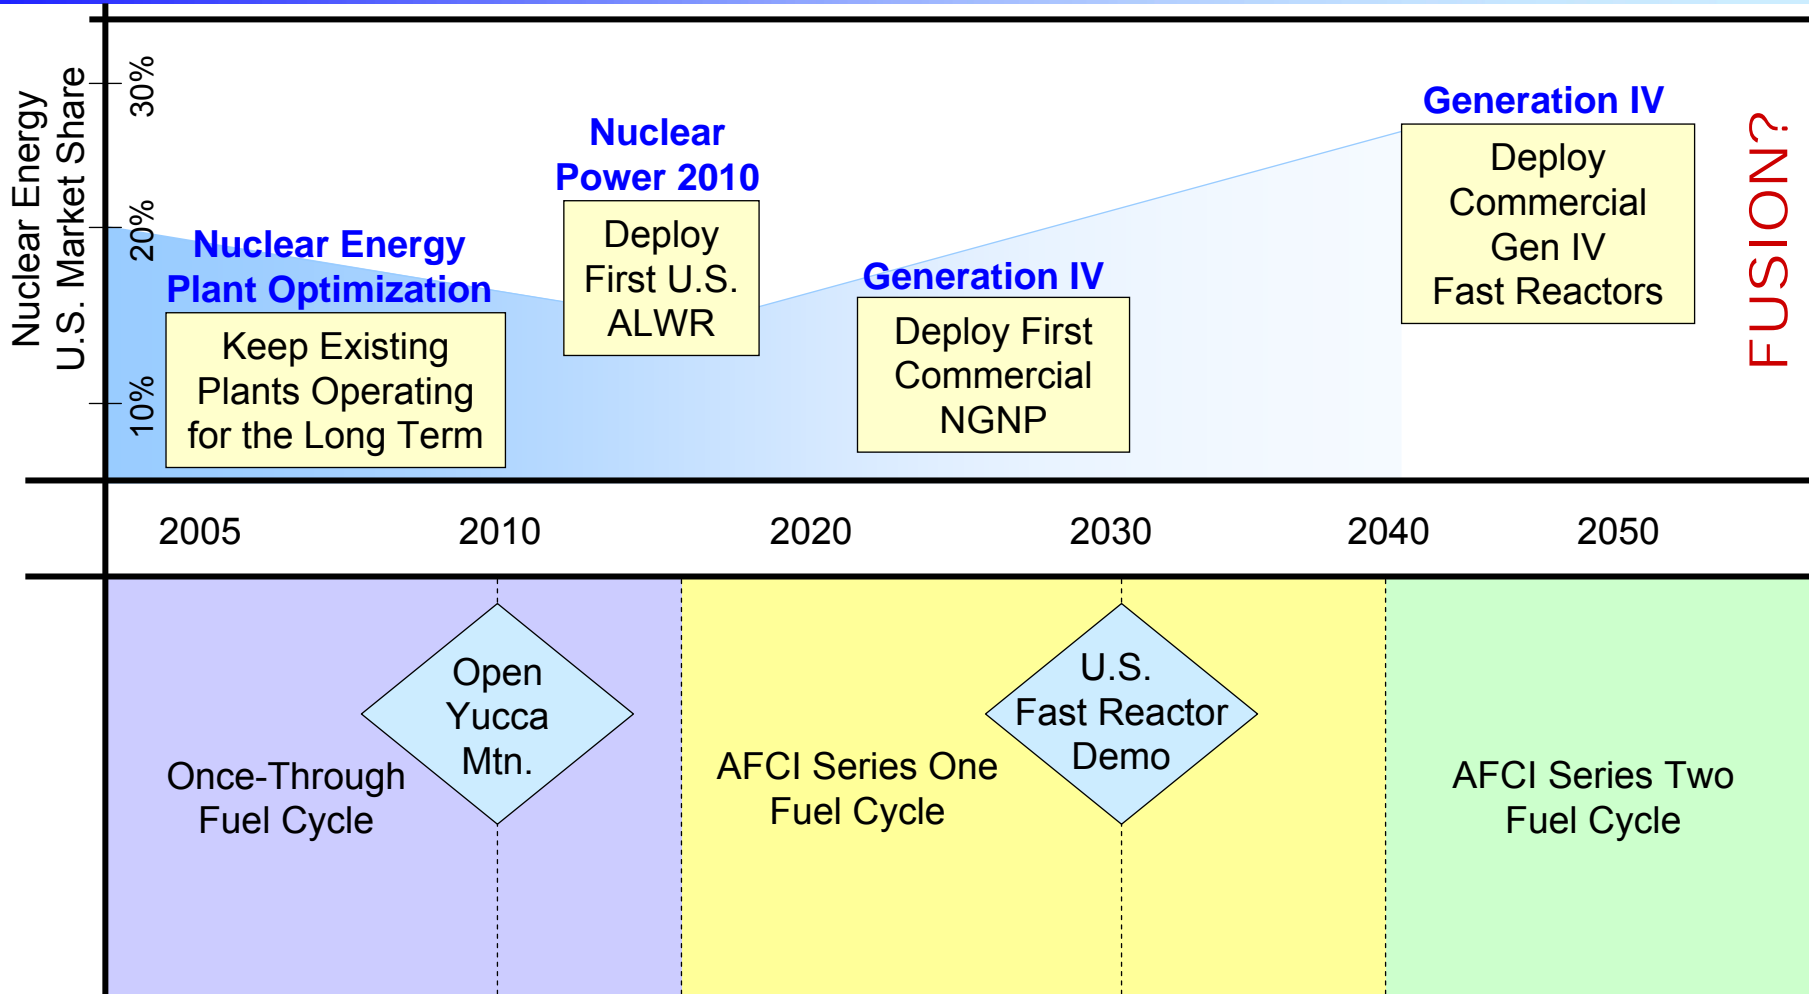 Nuclear Energy
U.S. Market Share
30%
20%
10%
Nuclear Energy
Plant Optimization
Keep Existing
Plants Operating
for the Long Term
Nuclear
Power 2010
Deploy
First U.S.
ALWR
Generation IV
Deploy First
Commercial
NGNP
Generation IV
Deploy
Commercial
Gen IV
Fast Reactors
FUSION?
2005 2010 2020 2030 2040 2050
Once-Through
Fuel Cycle
Open
Yucca
Mtn.
AFCI Series One
Fuel Cycle
U.S.
Fast Reactor
Demo
AFCI Series Two
Fuel Cycle